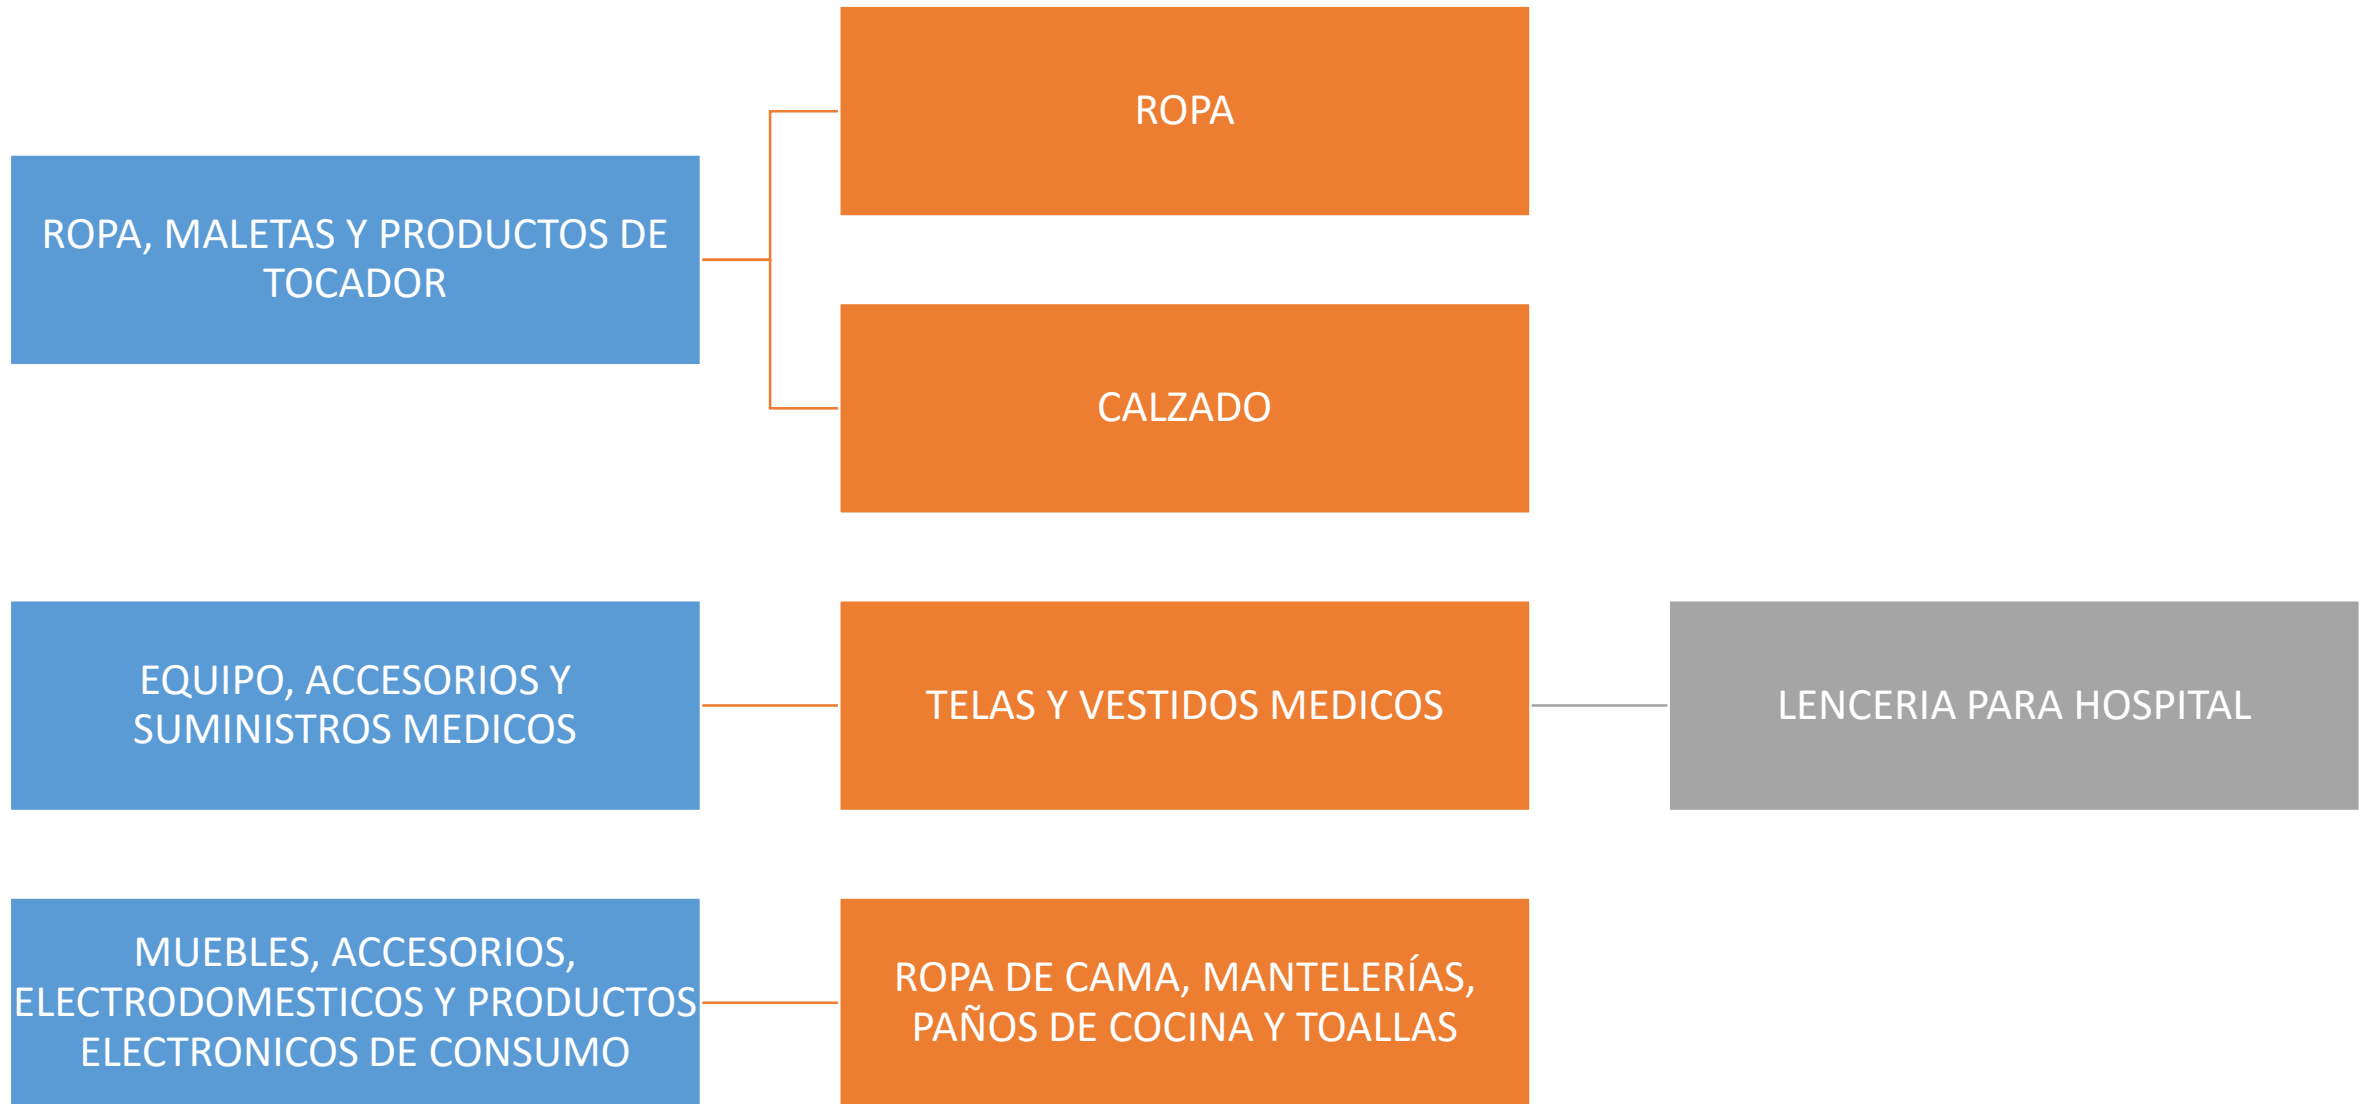 ROPA, MALETAS Y PRODUCTOS DE
TOCADOR
ROPA
CALZADO
EQUIPO, ACCESORIOS Y
SUMINISTROS MEDICOS
TELAS Y VESTIDOS MEDICOS
LENCERIA PARA HOSPITAL
MUEBLES, ACCESORIOS,
ELECTRODOMESTICOS Y PRODUCTOS
ELECTRONICOS DE CONSUMO
ROPA DE CAMA, MANTELERÍAS,
PAÑOS DE COCINA Y TOALLAS